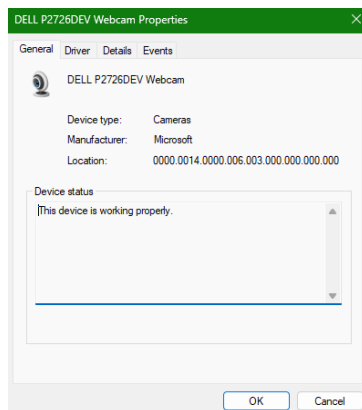 DELL P2726DEV Webcam Properties
General Driver Details Events
DELL P2726DEV Webcam
Device type: Cameras
Manufacturer: Microsoft
Location: 0000.0014.0000.006.003.000.000.000.000
Device status
This device is working properly.
OK Cancel